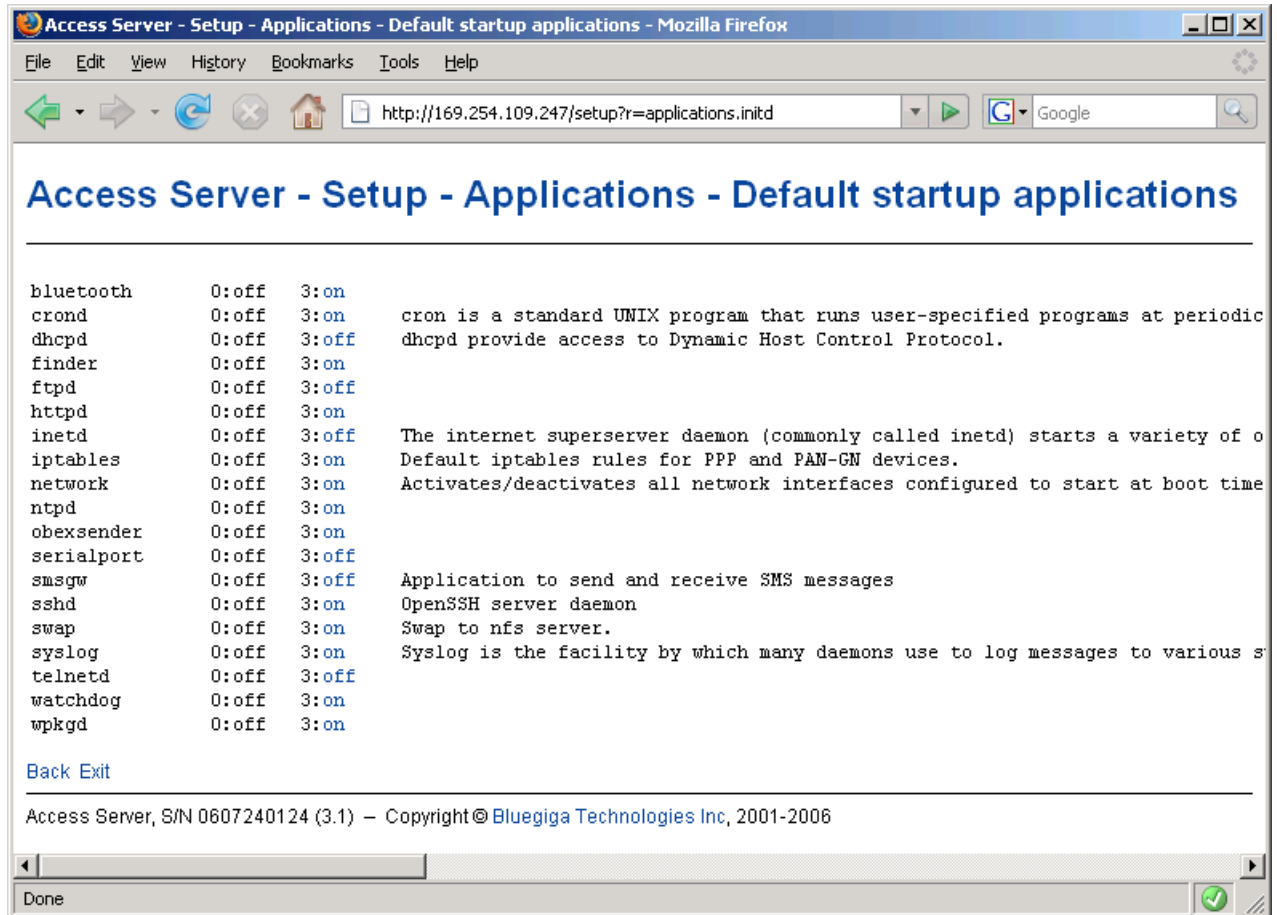 Access Server - Setup - Applications - Default startup applications - Mozilla Firefox
File Edit View History Bookmarks Tools Help
http://169.254.109.247/setup?r=applications.initd G Google
Access Server - Setup - Applications - Default startup applications
bluetooth 0:off 3:on
crond 0:off 3:on cron is a standard UNIX program that runs user-specified programs at periodic
dhcpd 0:off 3:off dhcpd provide access to Dynamic Host Control Protocol.
finder 0:off 3:on
ftpd 0:off 3:off
httpd 0:off 3:on
inetd 0:off 3:off The internet superserver daemon (commonly called inetd) starts a variety of o
iptables 0:off 3:on Default iptables rules for PPP and PAN-GN devices.
network 0:off 3:on Activates/deactivates all network interfaces configured to start at boot time
ntpd 0:off 3:on
obexsender 0:off 3:on
serialport 0:off 3:off
smsgw 0:off 3:off Application to send and receive SMS messages
sshd 0:off 3:on OpenSSH server daemon
swap 0:off 3:on Swap to nfs server.
syslog 0:off 3:on Syslog is the facility by which many daemons use to log messages to various s
telnetd 0:off 3:off
watchdog 0:off 3:on
wpkgd 0:off 3:on
Back Exit
Access Server, S/N 0607240124 (3.1) – Copyright © Bluegiga Technologies Inc, 2001-2006
Done